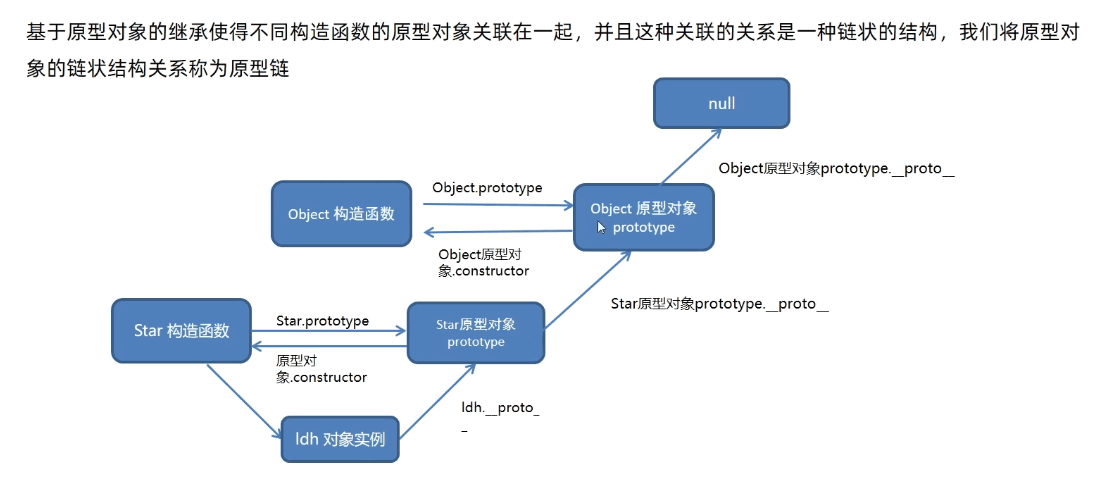 基于原型对象的继承使得不同构造函数的原型对象关联在一起，并且这种关联的关系是一种链状的结构，我们将原型对
象的链状结构关系称为原型链
null
Object原型对象prototype.__proto__
Object 构造函数
Object.prototype
Object 原型对象
prototype
Object原型对
象.constructor
Star原型对象prototype.__proto__
Star 构造函数
Star.prototype
Star原型对象
prototype
原型对
象.constructor
ldh.__proto_
_
ldh 对象实例